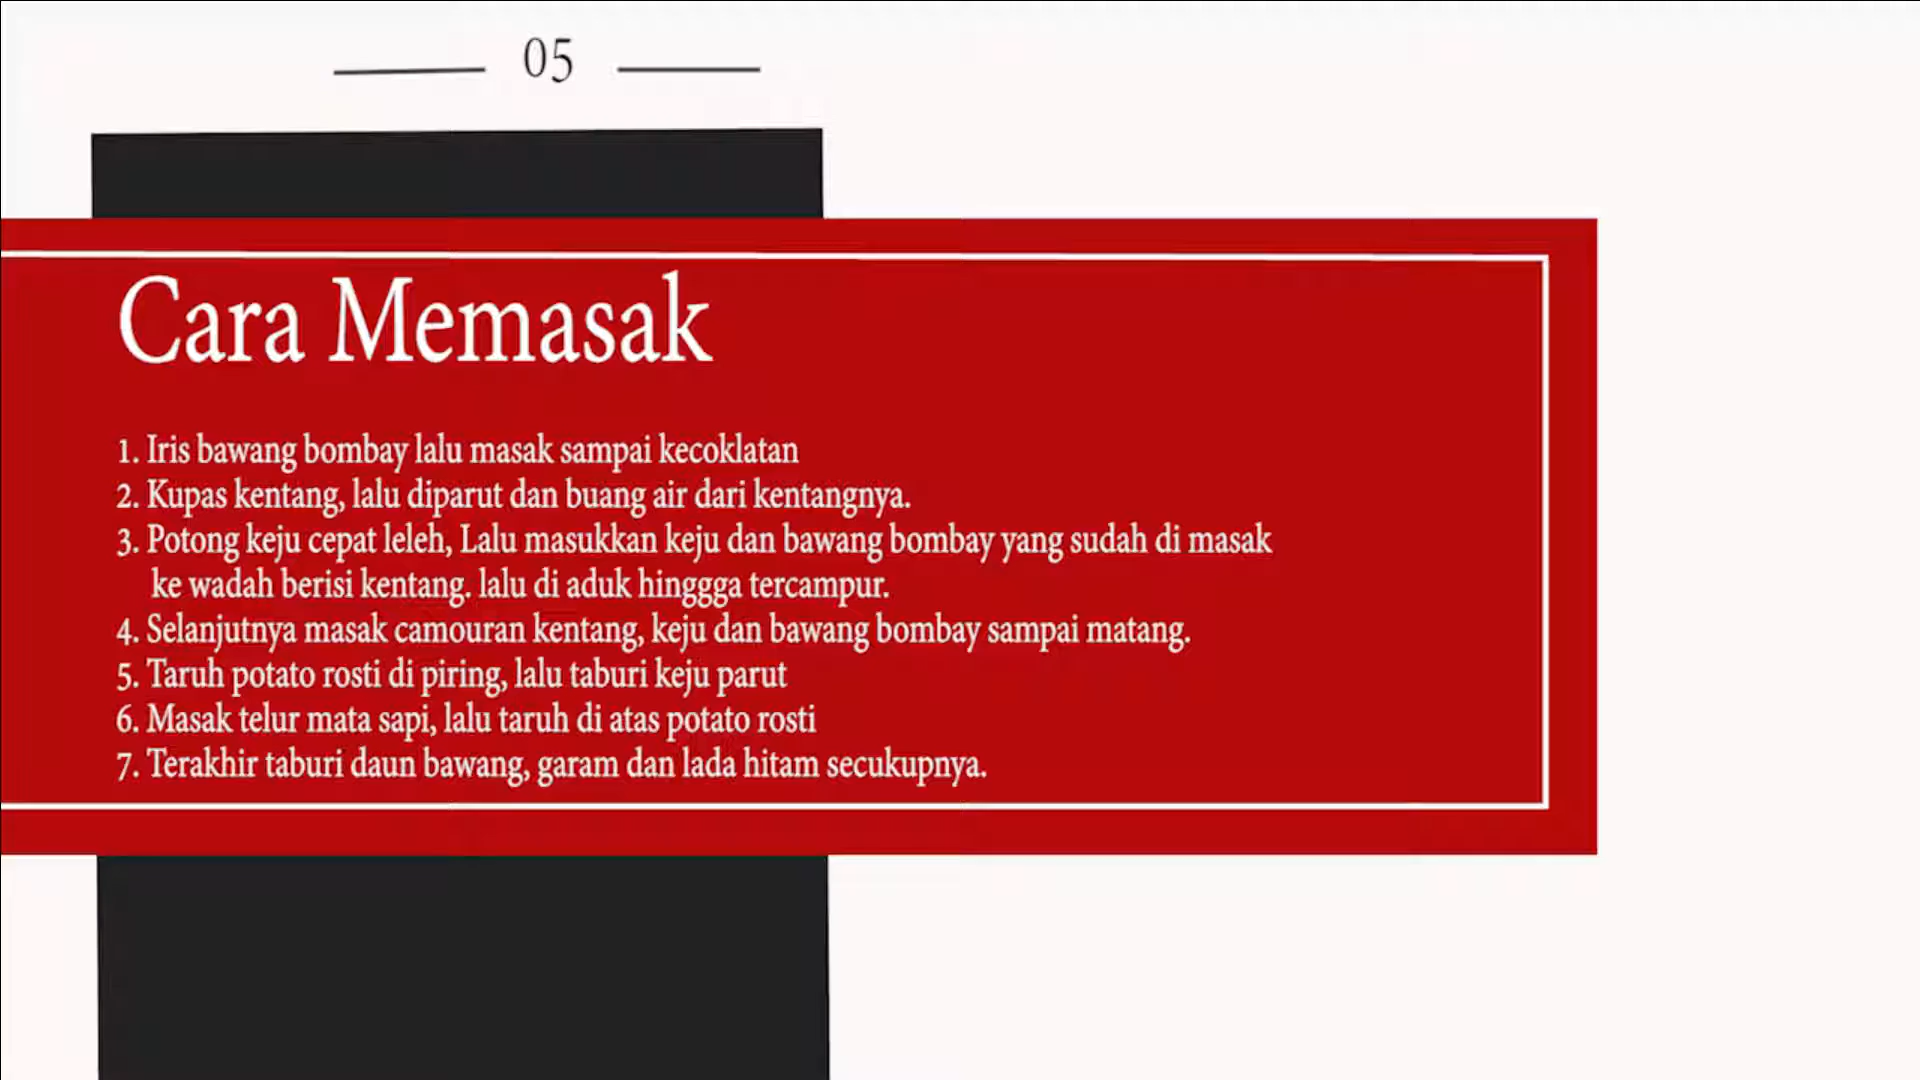 05
Cara Memasak
1. Iris bawang bombay lalu masak sampai kecoklatan
2. Kupas kentang, lalu diparut dan buang air dari kentangnya.
3. Potong keju cepat leleh, Lalu masukkan keju dan bawang bombay yang sudah di masak
ke wadah berisi kentang. lalu di aduk hinggga tercampur.
4. Selanjutnya masak camouran kentang, keju dan bawang bombay sampai matang.
5. Taruh potato rosti di piring, lalu taburi keju parut
6. Masak telur mata sapi, lalu taruh di atas potato rosti
7. Terakhir taburi daun bawang, garam dan lada hitam secukupnya.